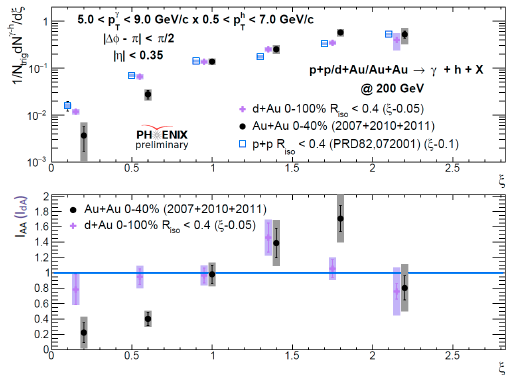 1/N_trig dN^γ-h/dξ
10^-1
10^-2
10^-3
1
5.0 < p_T^γ < 9.0 GeV/c x 0.5 < p_T^h < 7.0 GeV/c
|Δϕ - π| < π/2
|η| < 0.35
p+p/d+Au/Au+Au → γ + h + X
@ 200 GeV
d+Au 0-100% R_iso < 0.4 (ξ-0.05)
Au+Au 0-40% (2007+2010+2011)
p+p R_iso < 0.4 (PRD82,072001) (ξ-0.1)
PHENIX
preliminary
0 0.5 1 1.5 2 2.5
ξ
I_AA (I_dA)
2
1.8
1.6
1.4
1.2
1
0.8
0.6
0.4
0.2
0
Au+Au 0-40% (2007+2010+2011)
d+Au 0-100% R_iso < 0.4 (ξ-0.05)
0 0.5 1 1.5 2 2.5
ξ